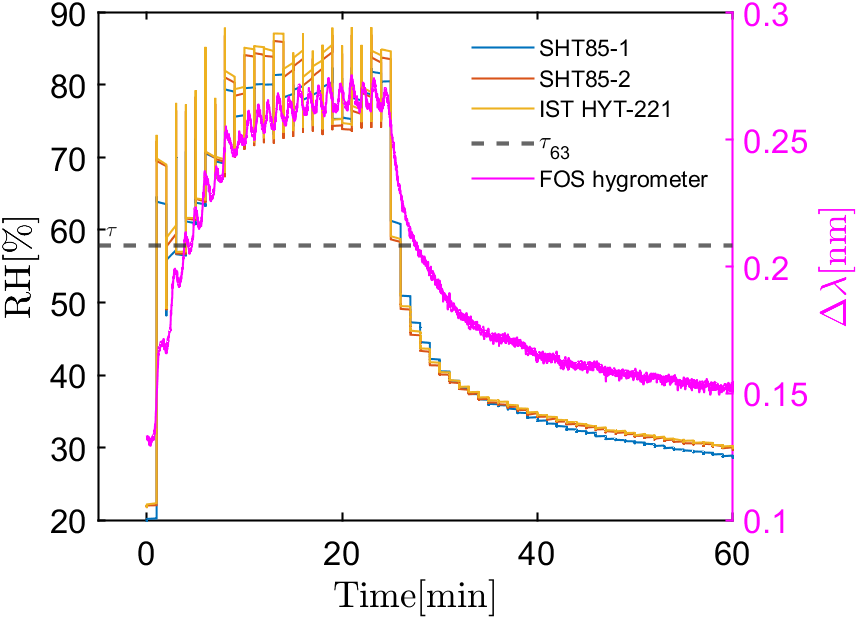 90
80
70
60
50
40
30
20
RH[%]
0.3
0.25
0.2
0.15
0.1
Δλ[nm]
SHT85-1
SHT85-2
IST HYT-221
τ63
FOS hygrometer
τ
0
20
40
60
Time[min]